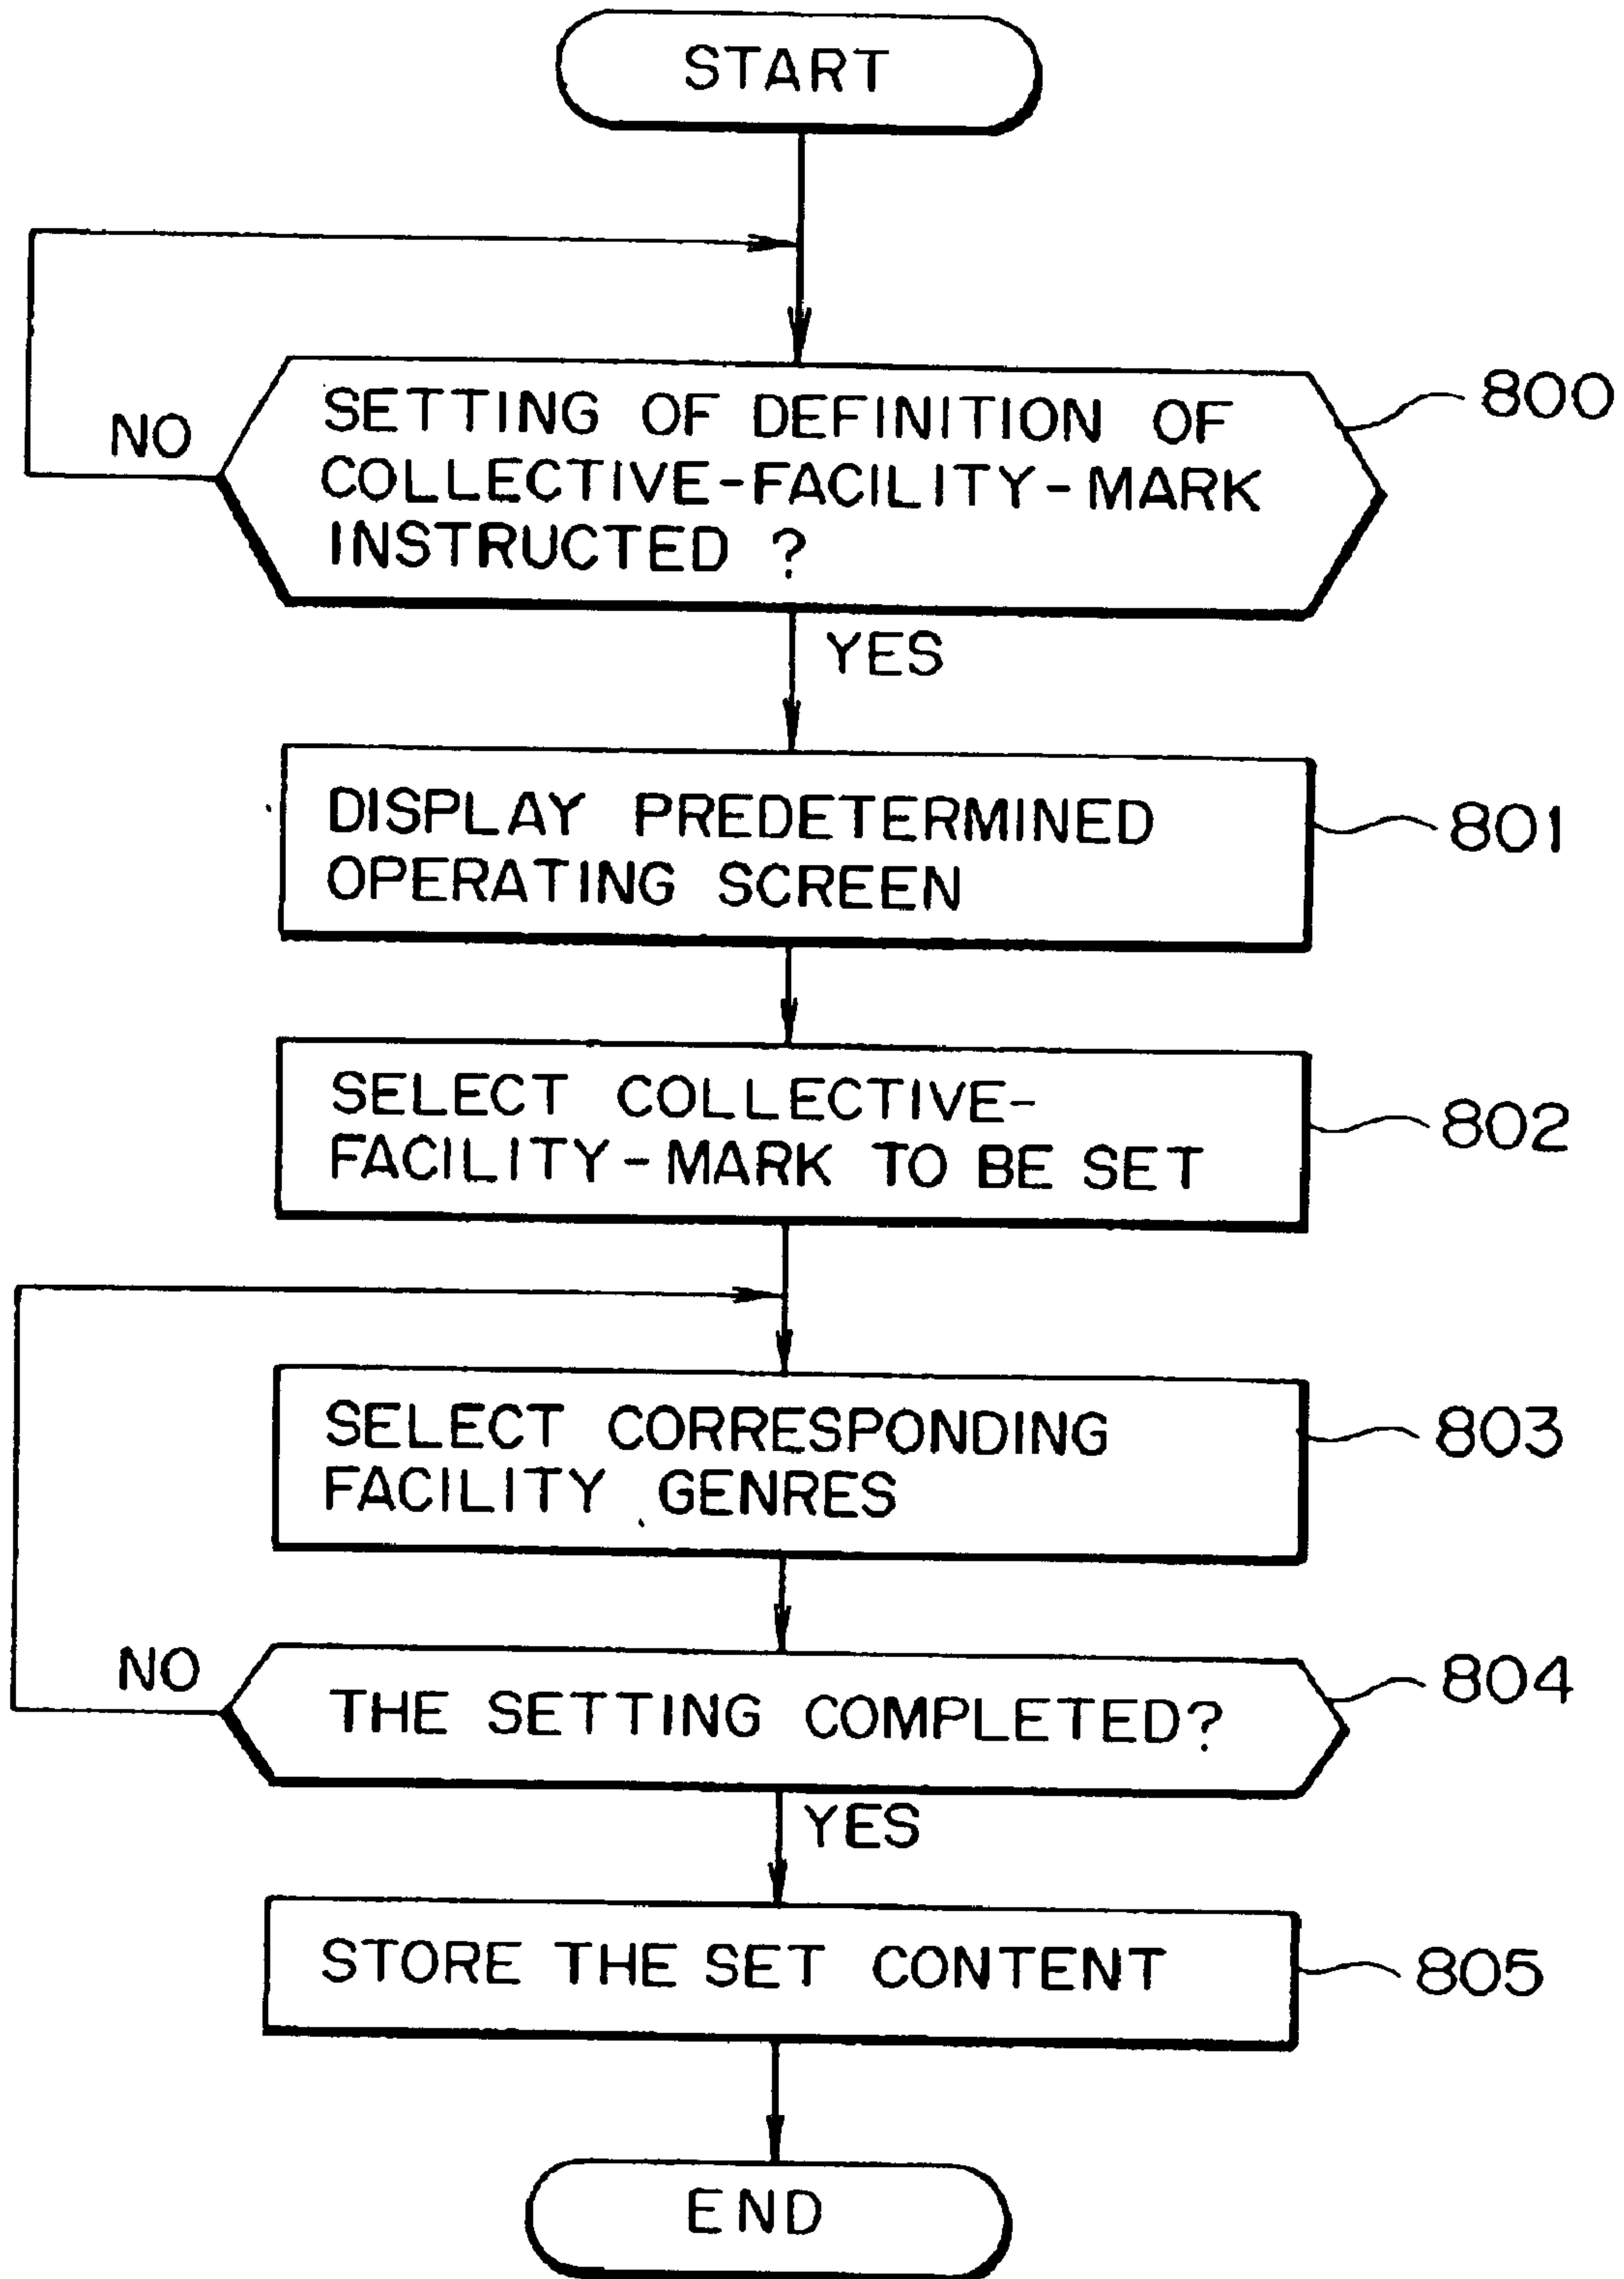 START
NO
SETTING OF DEFINITION OF
COLLECTIVE-FACILITY-MARK
INSTRUCTED ?
800
YES
DISPLAY PREDETERMINED
OPERATING SCREEN
801
SELECT COLLECTIVE-
FACILITY-MARK TO BE SET
802
SELECT CORRESPONDING
FACILITY GENRES
803
NO
THE SETTING COMPLETED?
804
YES
STORE THE SET CONTENT
805
END